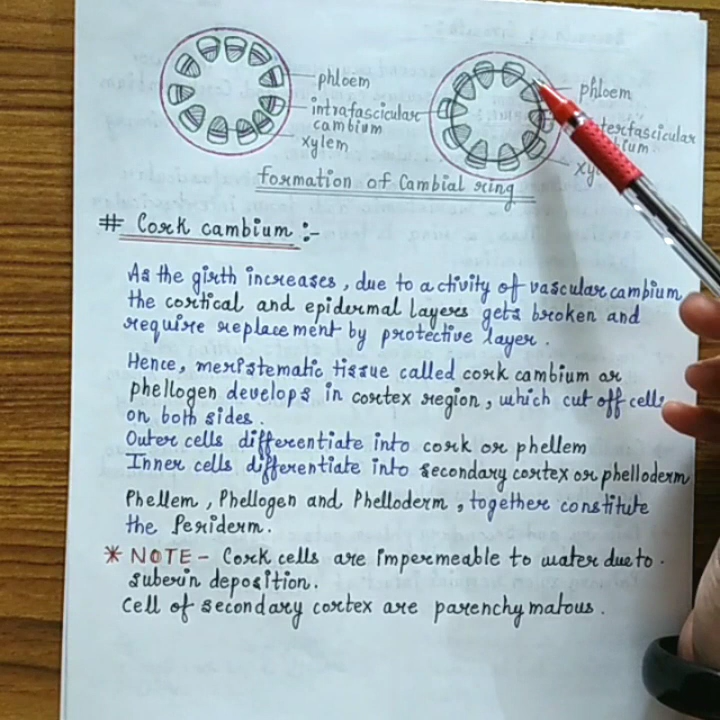 phloem
intrafascicular
cambium
xylem
phloem
terfascicular
ium
xyl
Formation of Cambial ring
# Cork cambium :-
As the girth increases, due to activity of vascular cambium,
the cortical and epidermal layers gets broken and
require replacement by protective layer.
Hence, meristematic tissue called cork cambium or
phellogen develops in cortex region, which cut off cells
on both sides.
Outer cells differentiate into cork or phellem
Inner cells differentiate into secondary cortex or phelloderm
Phellem, Phellogen and Phelloderm, together constitute
the Periderm.
* NOTE - Cork cells are impermeable to water due to
suberin deposition.
Cell of secondary cortex are parenchymatous.